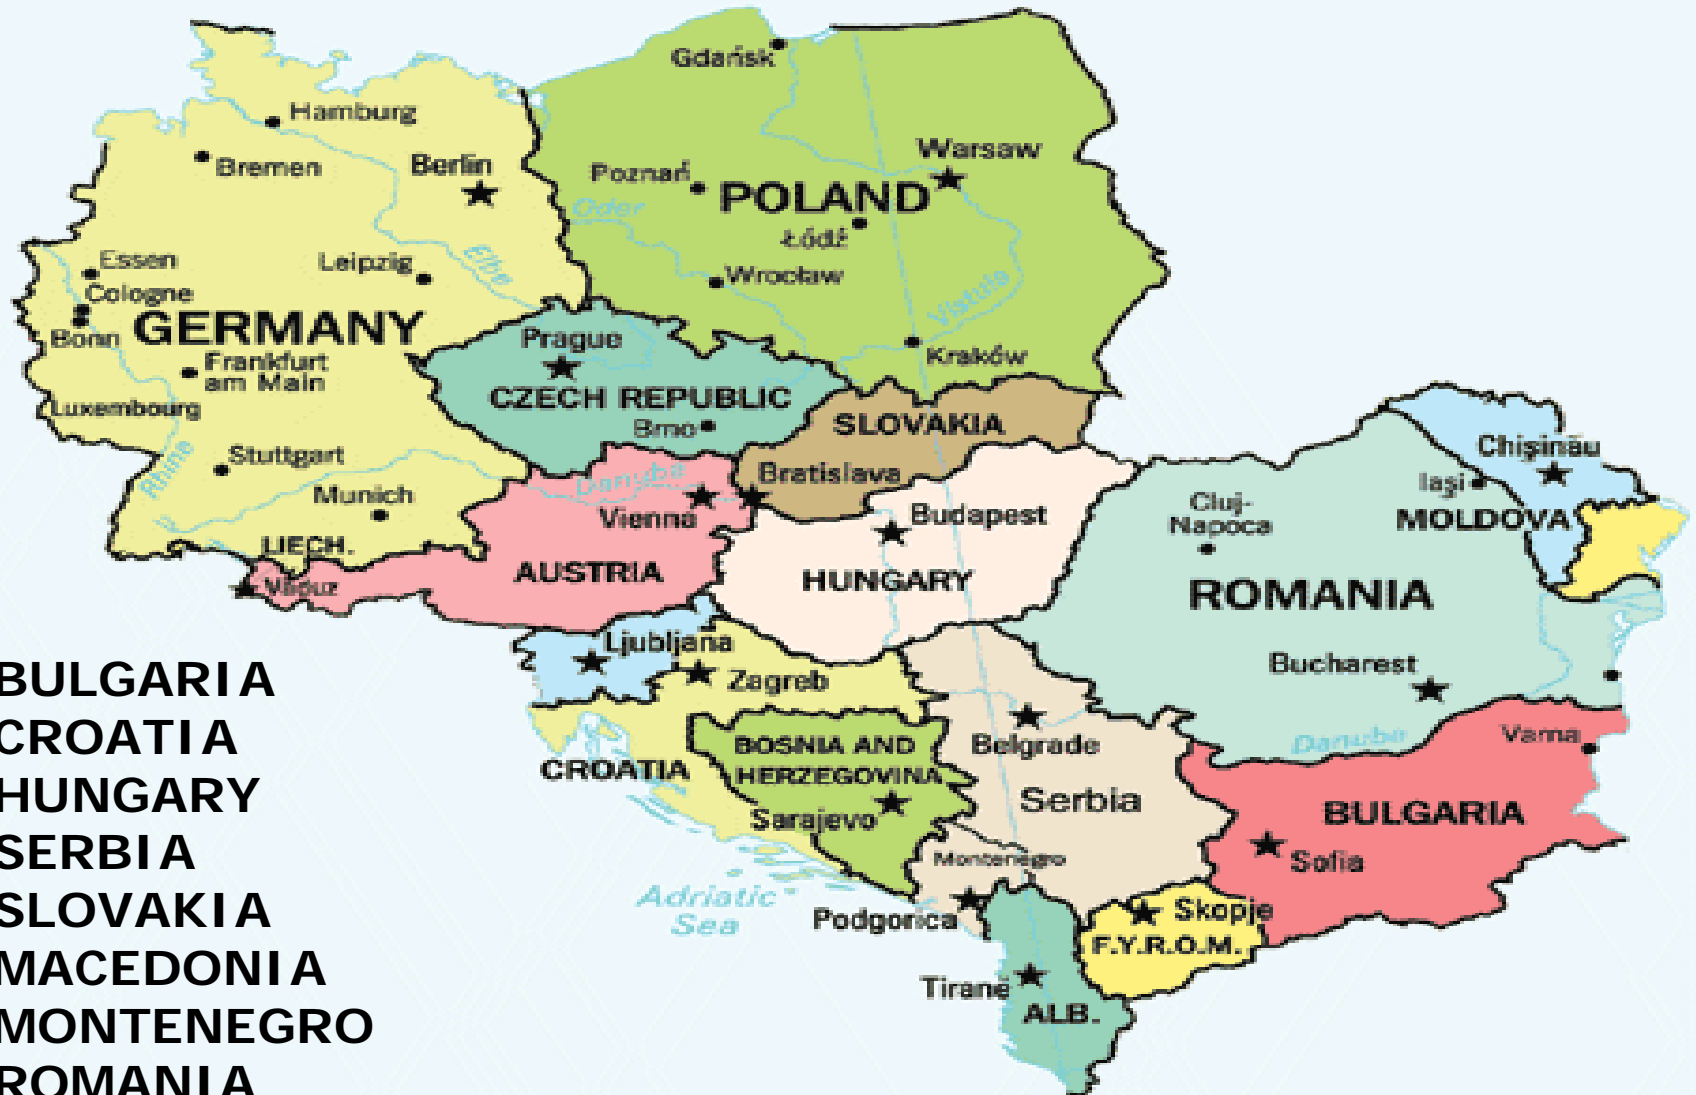 Gdańsk
Hamburg
Bremen
Berlin
Warsaw
Poznań
POLAND
Oder
Łódź
Essen
Leipzig
Elbe
Cologne
Wrocław
Vistula
GERMANY
Bonn
Prague
Kraków
Frankfurt
am Main
CZECH REPUBLIC
Luxembourg
Brno
SLOVAKIA
Rhine
Stuttgart
Danube
Bratislava
Chişinău
Iaşi
Munich
Vienna
Budapest
Cluj-
Napoca
MOLDOVA
LIECH.
Vaduz
AUSTRIA
HUNGARY
ROMANIA
Ljubljana
Zagreb
Bucharest
BOSNIA AND
HERZEGOVINA
Belgrade
Danube
Varna
CROATIA
Serbia
BULGARIA
Sarajevo
Montenegro
Sofia
Adriatic
Sea
Podgorica
Skopje
F.Y.R.O.M.
Tiranë
ALB.
BULGARIA
CROATIA
HUNGARY
SERBIA
SLOVAKIA
MACEDONIA
MONTENEGRO
ROMANIA